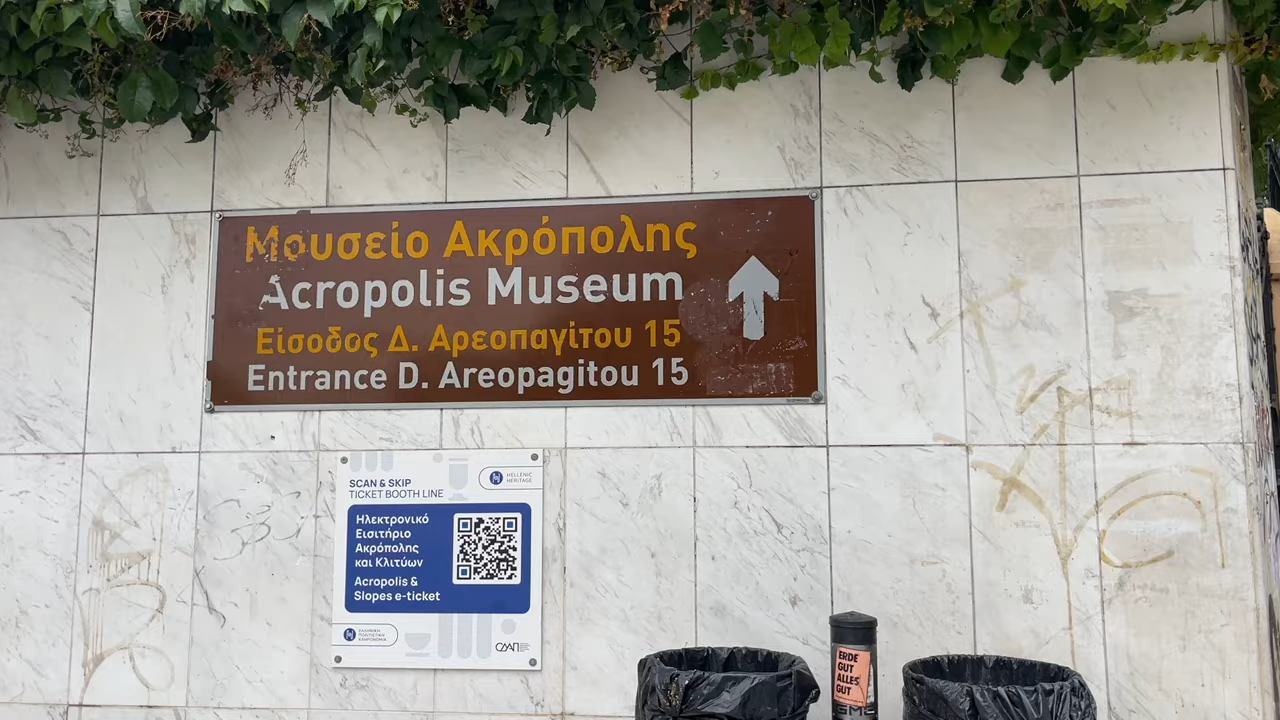 Μουσείο Ακρόπολης
Acropolis Museum
Είσοδος Δ. Αρεοπαγίτου 15
Entrance D. Areopagitou 15
SCAN & SKIP
TICKET BOOTH LINE
HELLENIC
HERITAGE
Ηλεκτρονικό
Εισιτήριο
Ακρόπολης
και Κλιτύων
Acropolis &
Slopes e-ticket
ΕΛΛΗΝΙΚΗ
ΠΟΛΙΤΙΣΤΙΚΗ
ΚΛΗΡΟΝΟΜΙΑ
ERDE
GUT
ALLES
GUT